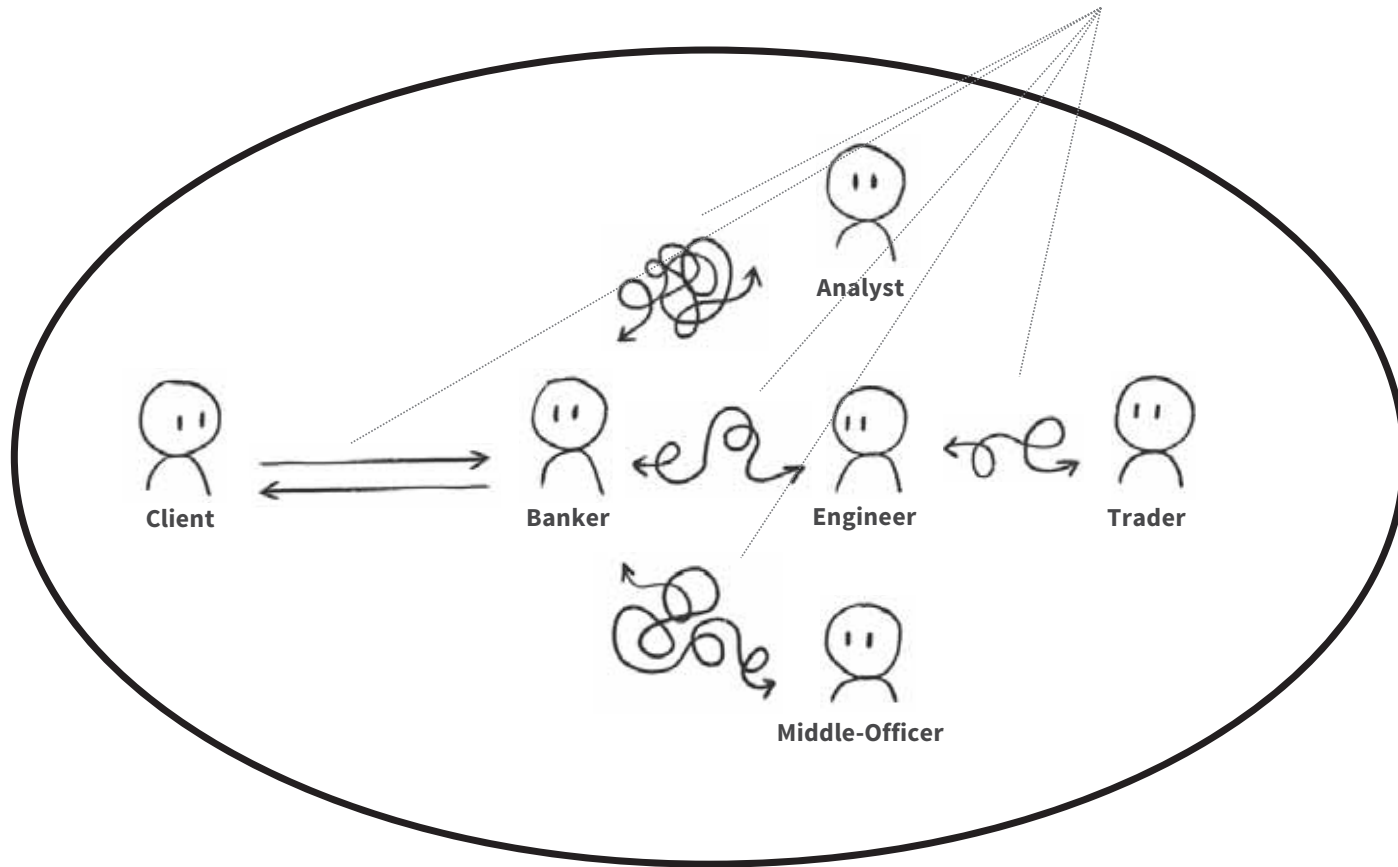 Analyst
Client
Banker
Engineer
Trader
Middle-Officer